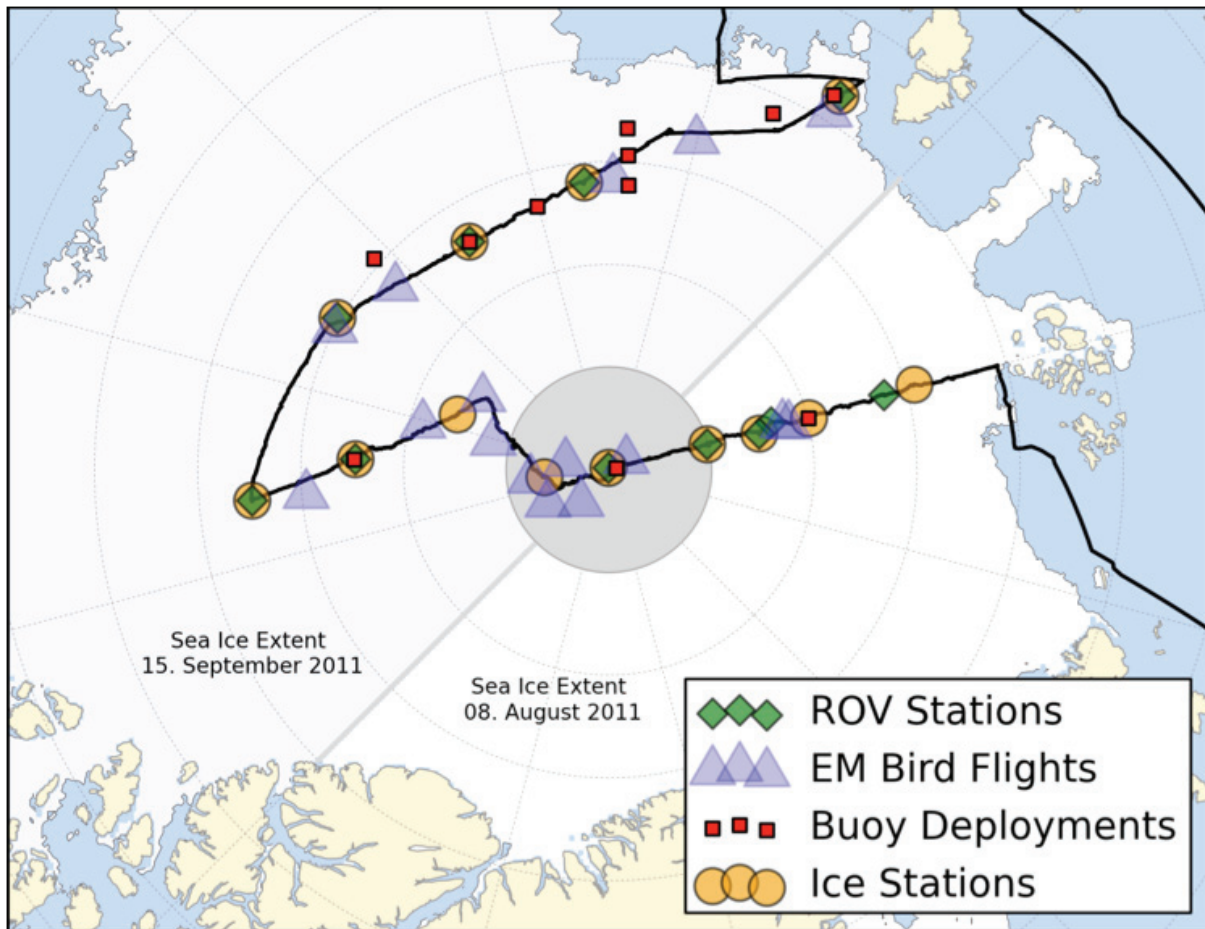 Sea Ice Extent
15. September 2011
Sea Ice Extent
08. August 2011
ROV Stations
EM Bird Flights
Buoy Deployments
Ice Stations